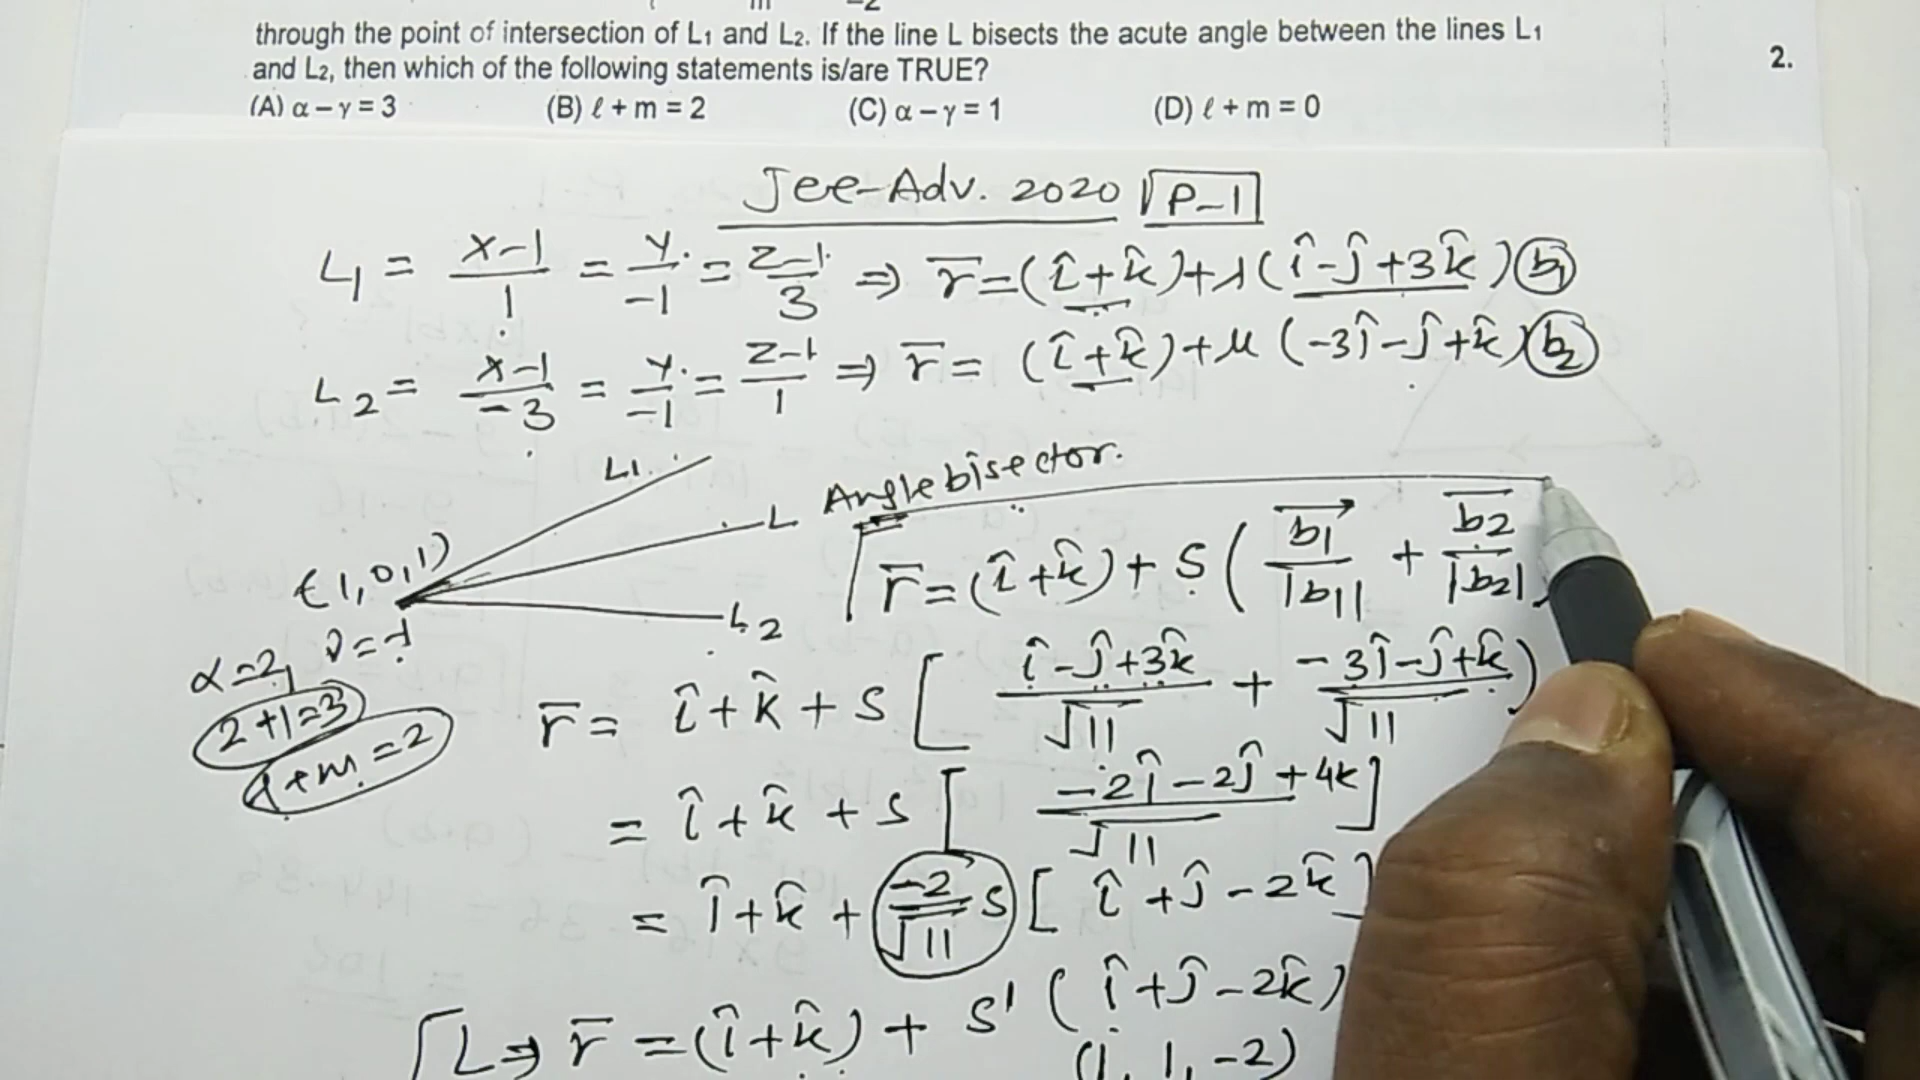 m -2
through the point of intersection of L₁ and L₂. If the line L bisects the acute angle between the lines L₁
and L₂, then which of the following statements is/are TRUE?
(A) α – γ = 3 (B) ℓ + m = 2 (C) α – γ = 1 (D) ℓ + m = 0
2.
Jee-Adv. 2020 P-1
L₁ = (x-1)/1 = y/-1 = (z-1)/3 ⇒ r̄ = (î+k̂)+λ(î-ĵ+3k̂) b₁
L₂ = (x-1)/-3 = y/-1 = (z-1)/1 ⇒ r̄ = (î+k̂)+μ(-3î-ĵ+k̂) b₂
Angle bisector.
L₁
L
L₂
(1,0,1)
r̄=(î+k̂)+S(b₁/|b₁| + b₂/|b₂|)
α=2,
2+1=3
l+m=2
r̄ = î+k̂+S[(î-ĵ+3k̂)/√11 + (-3î-ĵ+k̂)/√11)
= î+k̂+S[(-2î-2ĵ+4k)/√11]
= î+k̂+(-2/√11)S[î+ĵ-2k̂]
L⇒ r̄=(î+k̂)+S'(î+ĵ-2k̂)
(1, 1, -2)